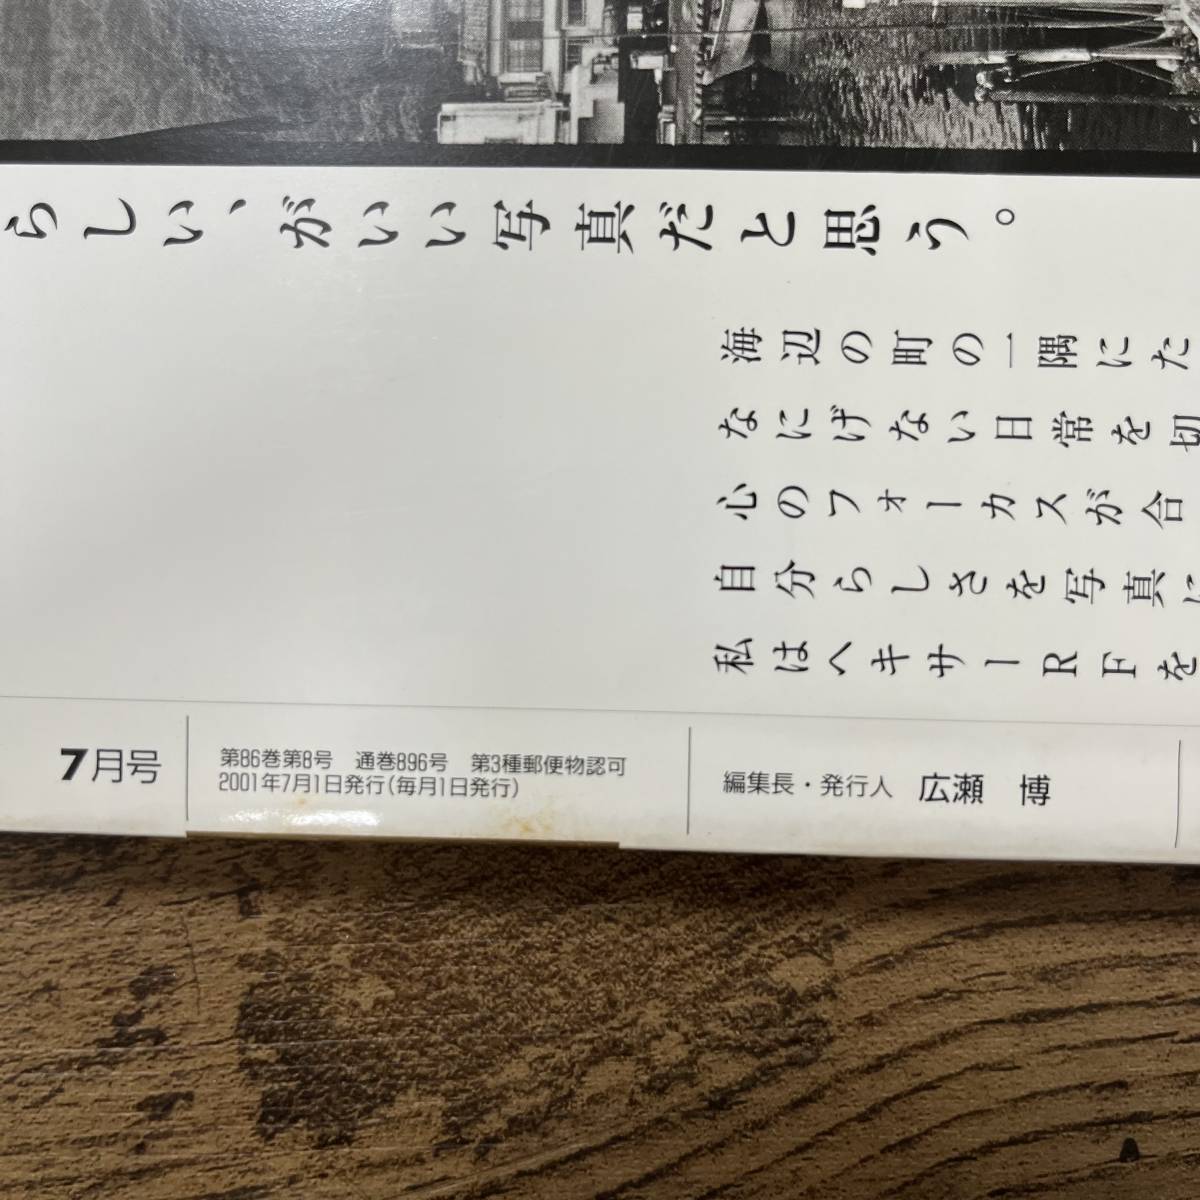 らしい、がいい写真だと思う。
海辺の町の一隅にた
なにげない日常を切
心のフォーカスが合
自分らしさを写真に
私はヘキサーRFを
7月号
第86巻第8号 通巻896号 第3種郵便物認可
2001年7月1日発行(毎月1日発行)
編集長・発行人 広瀬 博